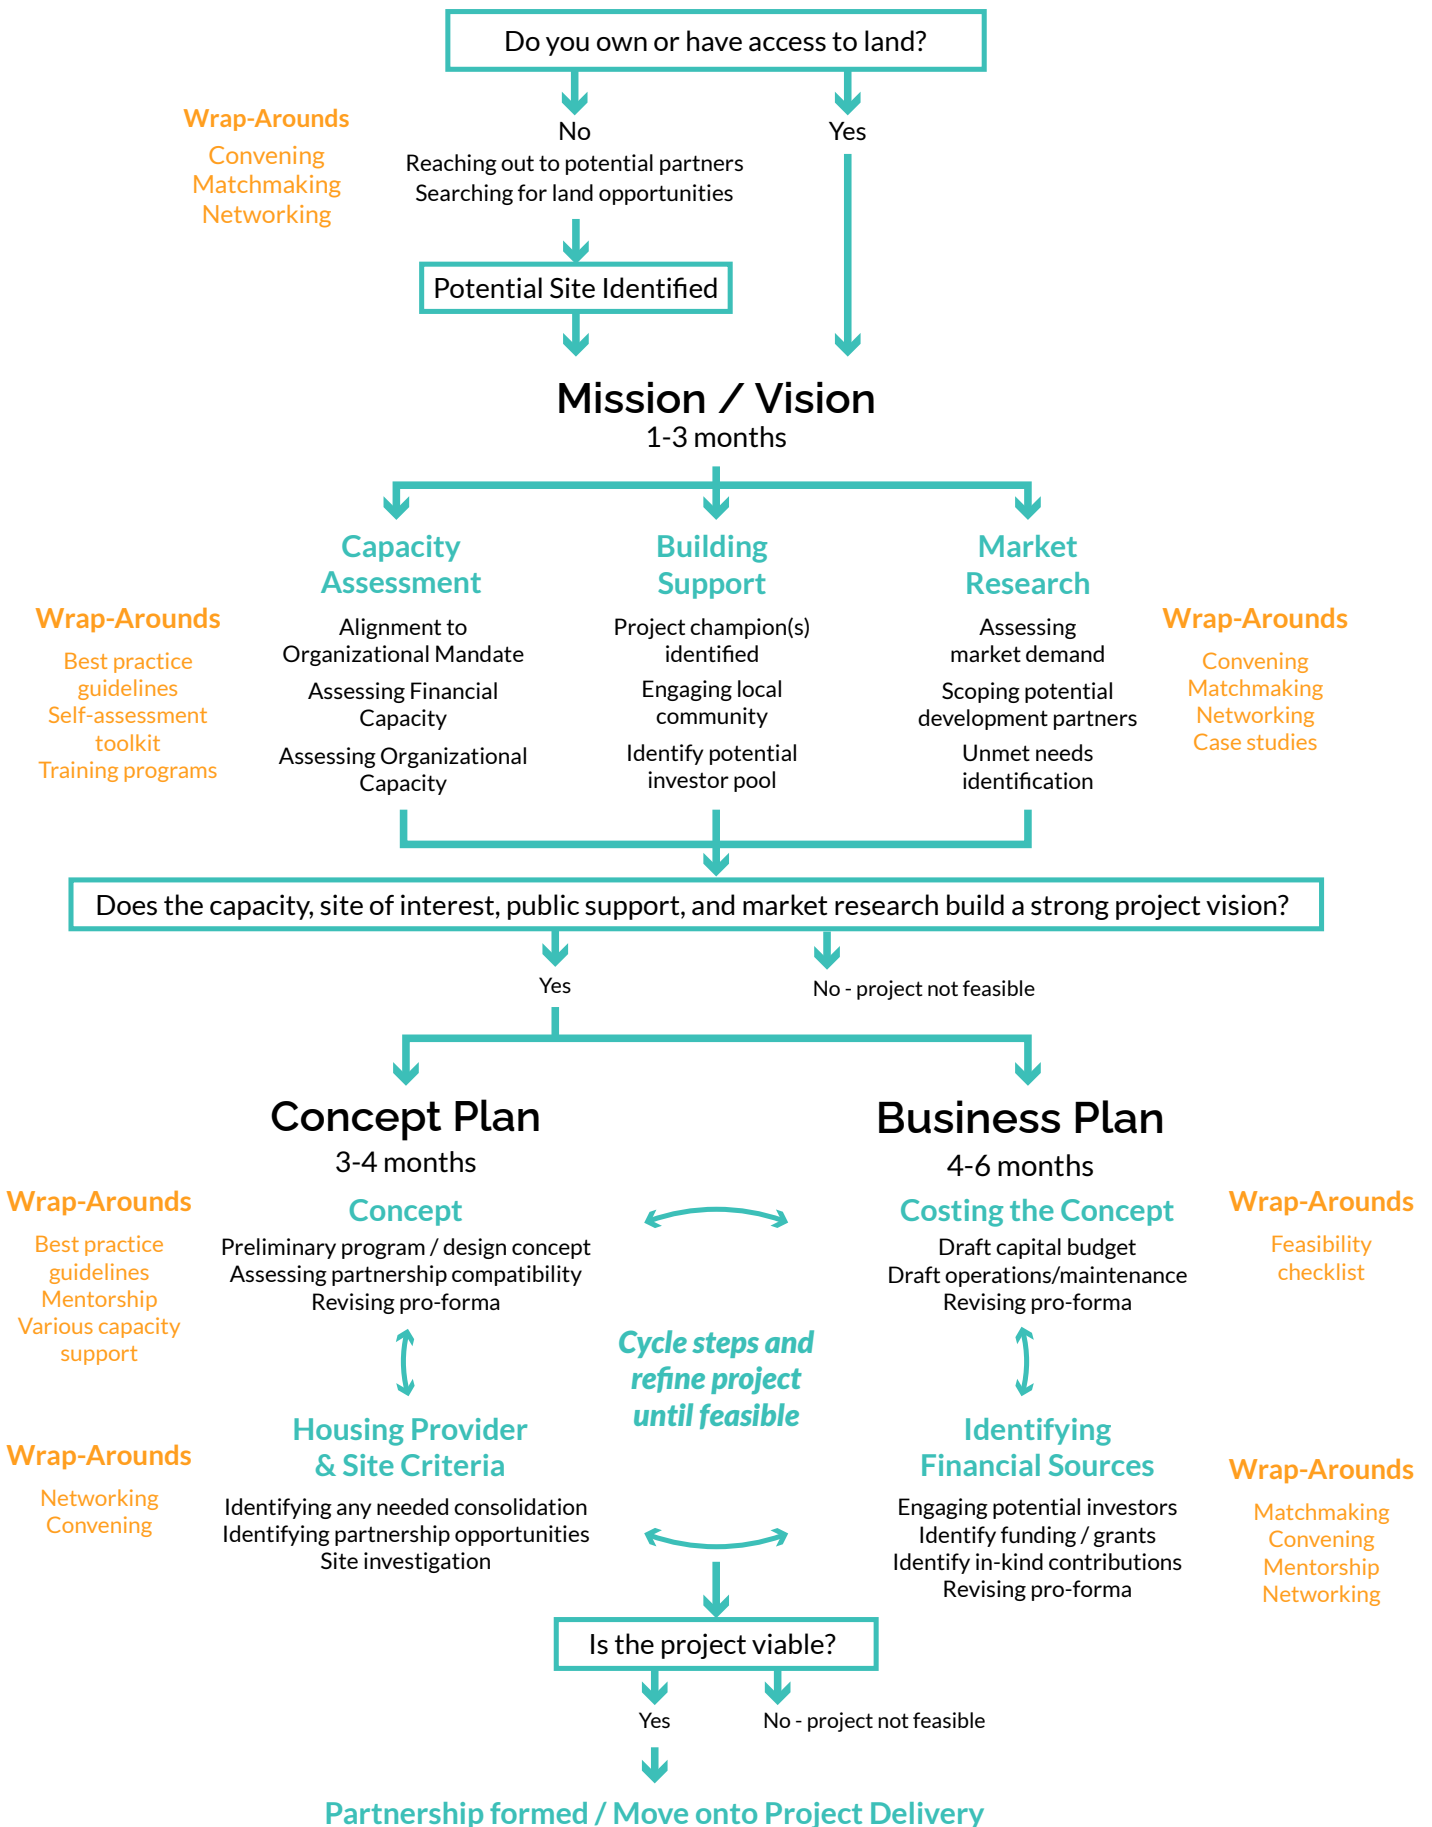 Do you own or have access to land?
Wrap-Arounds
Convening
Matchmaking
Networking
No
Reaching out to potential partners
Searching for land opportunities
Yes
Potential Site Identified
Mission / Vision
1-3 months
Wrap-Arounds
Best practice
guidelines
Self-assessment
toolkit
Training programs
Capacity
Assessment
Alignment to
Organizational Mandate
Assessing Financial
Capacity
Assessing Organizational
Capacity
Building
Support
Project champion(s)
identified
Engaging local
community
Identify potential
investor pool
Market
Research
Assessing
market demand
Scoping potential
development partners
Unmet needs
identification
Wrap-Arounds
Convening
Matchmaking
Networking
Case studies
Does the capacity, site of interest, public support, and market research build a strong project vision?
Yes
No - project not feasible
Concept Plan
3-4 months
Business Plan
4-6 months
Wrap-Arounds
Best practice
guidelines
Mentorship
Various capacity
support
Concept
Preliminary program / design concept
Assessing partnership compatibility
Revising pro-forma
Costing the Concept
Draft capital budget
Draft operations/maintenance
Revising pro-forma
Wrap-Arounds
Feasibility
checklist
Cycle steps and
refine project
until feasible
Wrap-Arounds
Networking
Convening
Housing Provider
& Site Criteria
Identifying any needed consolidation
Identifying partnership opportunities
Site investigation
Identifying
Financial Sources
Engaging potential investors
Identify funding / grants
Identify in-kind contributions
Revising pro-forma
Wrap-Arounds
Matchmaking
Convening
Mentorship
Networking
Is the project viable?
Yes
No - project not feasible
Partnership formed / Move onto Project Delivery